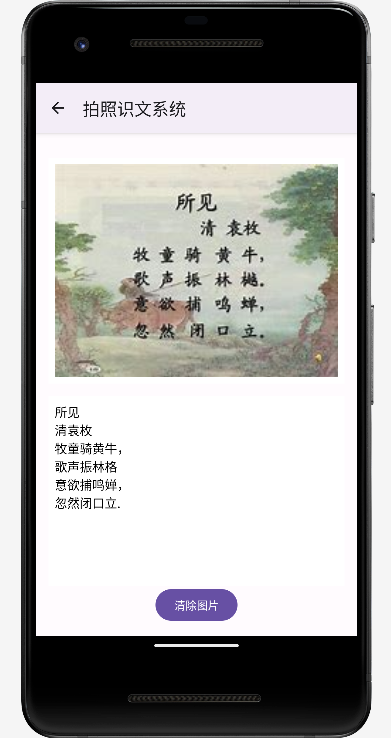 拍照识文系统
所见
清 袁枚
牧童骑黄牛，
歌声振林樾。
意欲捕鸣蝉，
忽然闭口立。
所见
清袁枚
牧童骑黄牛，
歌声振林格
意欲捕鸣蝉，
忽然闭口立.
清除图片